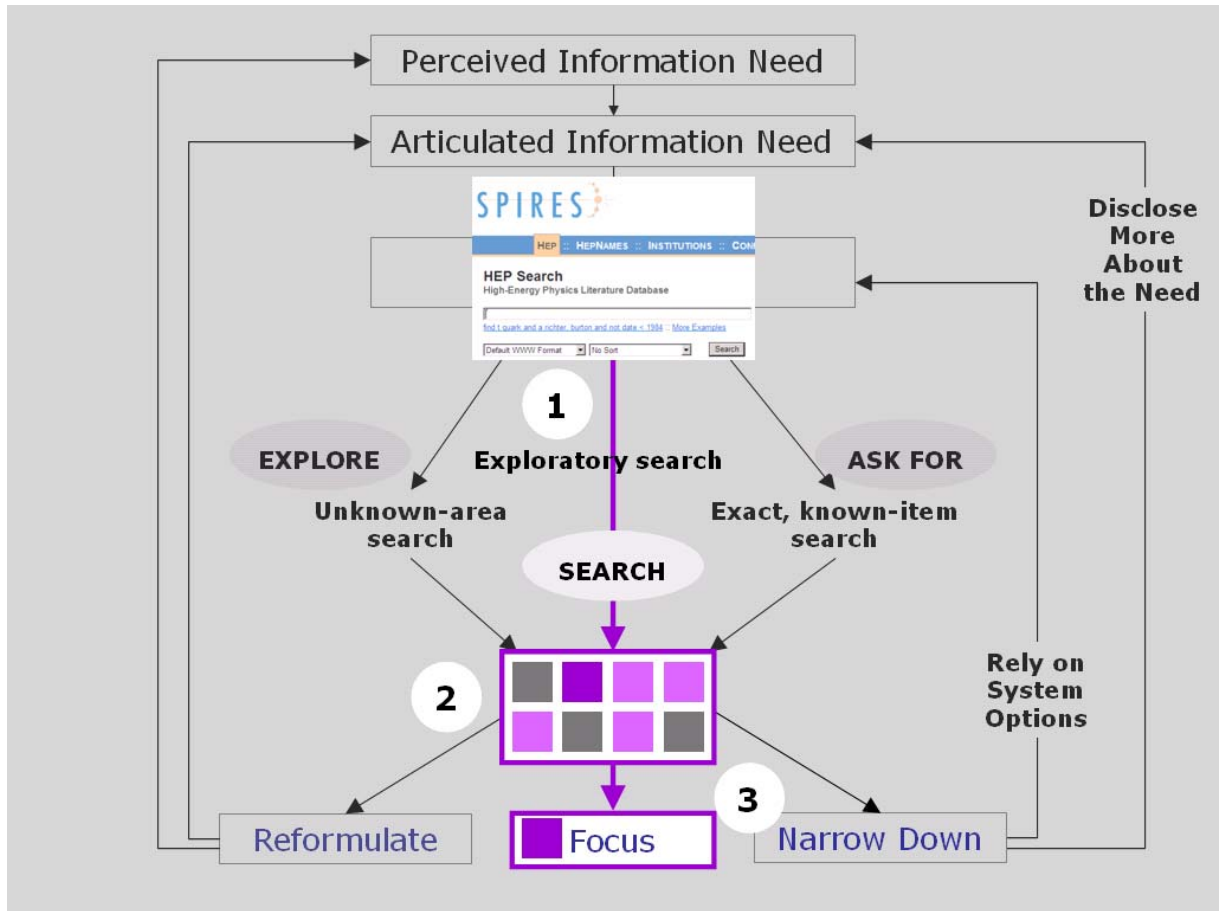 Perceived Information Need
Articulated Information Need
SPIRES
HEP :: HEPNAMES :: INSTITUTIONS :: CON
HEP Search
High-Energy Physics Literature Database
find t quark and a richter, burton and not date < 1984 :: More Examples
Default WWW Format
No Sort
Search
Disclose
More
About
the Need
1
EXPLORE
Exploratory search
ASK FOR
Unknown-area
search
Exact, known-item
search
SEARCH
2
Rely on
System
Options
3
Reformulate
Focus
Narrow Down